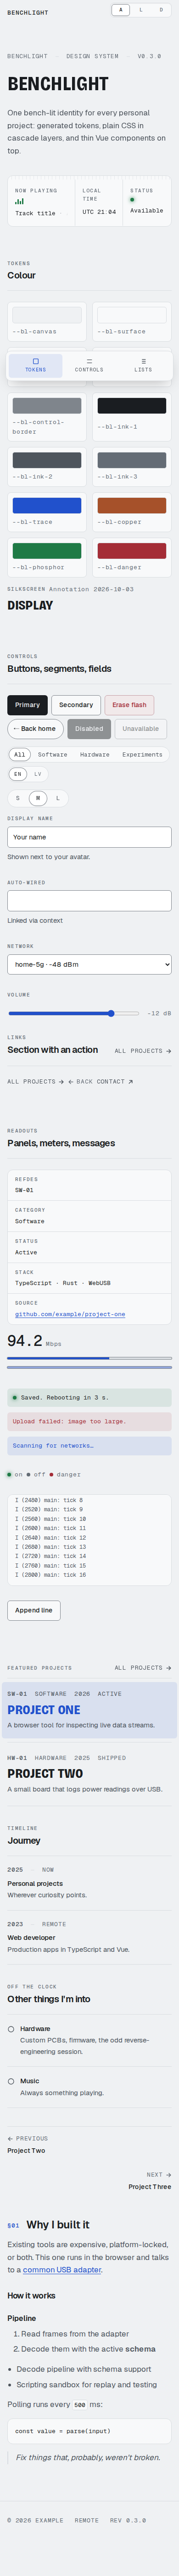 BENCHLIGHT
A L D
BENCHLIGHT · DESIGN SYSTEM · V0.3.0
BENCHLIGHT
One bench-lit identity for every personal
project: generated tokens, plain CSS in
cascade layers, and the Vue components on
top.
NOW PLAYING
Track title ·
LOCAL
TIME
UTC 21:04
STATUS
Available
TOKENS
Colour
--bl-canvas
--bl-surface
TOKENS
CONTROLS
LISTS
--bl-control-
border
--bl-ink-1
--bl-ink-2
--bl-ink-3
--bl-trace
--bl-copper
--bl-phosphor
--bl-danger
SILKSCREEN Annotation 2026-10-03
DISPLAY
CONTROLS
Buttons, segments, fields
Primary
Secondary
Erase flash
← Back home
Disabled
Unavailable
All Software Hardware Experiments
EN LV
S M L
DISPLAY NAME
Your name
Shown next to your avatar.
AUTO-WIRED
Linked via context
NETWORK
home-5g · -48 dBm
VOLUME
-12 dB
LINKS
Section with an action
ALL PROJECTS →
ALL PROJECTS → ← BACK CONTACT ↗
READOUTS
Panels, meters, messages
REFDES
SW-01
CATEGORY
Software
STATUS
Active
STACK
TypeScript · Rust · WebUSB
SOURCE
github.com/example/project-one
94.2 Mbps
Saved. Rebooting in 3 s.
Upload failed: image too large.
Scanning for networks…
on off danger
I (2480) main: tick 8
I (2520) main: tick 9
I (2560) main: tick 10
I (2600) main: tick 11
I (2640) main: tick 12
I (2680) main: tick 13
I (2720) main: tick 14
I (2760) main: tick 15
I (2800) main: tick 16
Append line
FEATURED PROJECTS
ALL PROJECTS →
SW-01 SOFTWARE 2026 ACTIVE
PROJECT ONE
A browser tool for inspecting live data streams.
HW-01 HARDWARE 2025 SHIPPED
PROJECT TWO
A small board that logs power readings over USB.
TIMELINE
Journey
2025 · NOW
Personal projects
Wherever curiosity points.
2023 · REMOTE
Web developer
Production apps in TypeScript and Vue.
OFF THE CLOCK
Other things I'm into
Hardware
Custom PCBs, firmware, the odd reverse-
engineering session.
Music
Always something playing.
← PREVIOUS
Project Two
NEXT →
Project Three
§01 Why I built it
Existing tools are expensive, platform-locked,
or both. This one runs in the browser and talks
to a common USB adapter.
How it works
Pipeline
1. Read frames from the adapter
2. Decode them with the active schema
• Decode pipeline with schema support
• Scripting sandbox for replay and testing
Polling runs every 500 ms:
const value = parse(input)
Fix things that, probably, weren't broken.
© 2026 EXAMPLE REMOTE REV 0.3.0